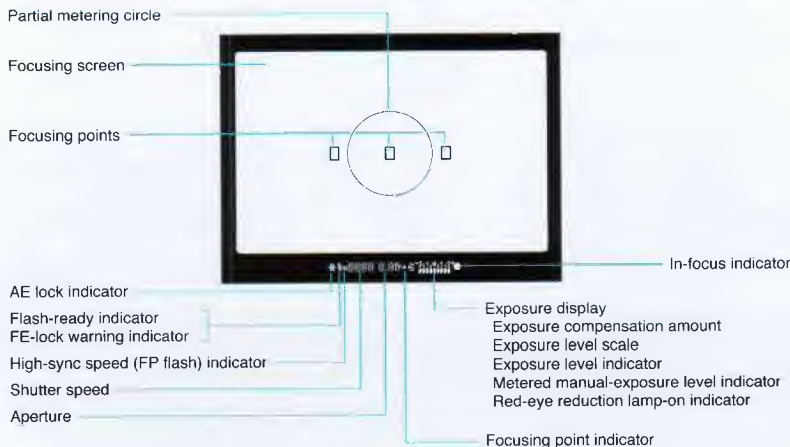 Partial metering circle
Focusing screen
Focusing points
In-focus indicator
AE lock indicator
Flash-ready indicator
FE-lock warning indicator
High-sync speed (FP flash) indicator
Shutter speed
Aperture
Exposure display
Exposure compensation amount
Exposure level scale
Exposure level indicator
Metered manual-exposure level indicator
Red-eye reduction lamp-on indicator
Focusing point indicator